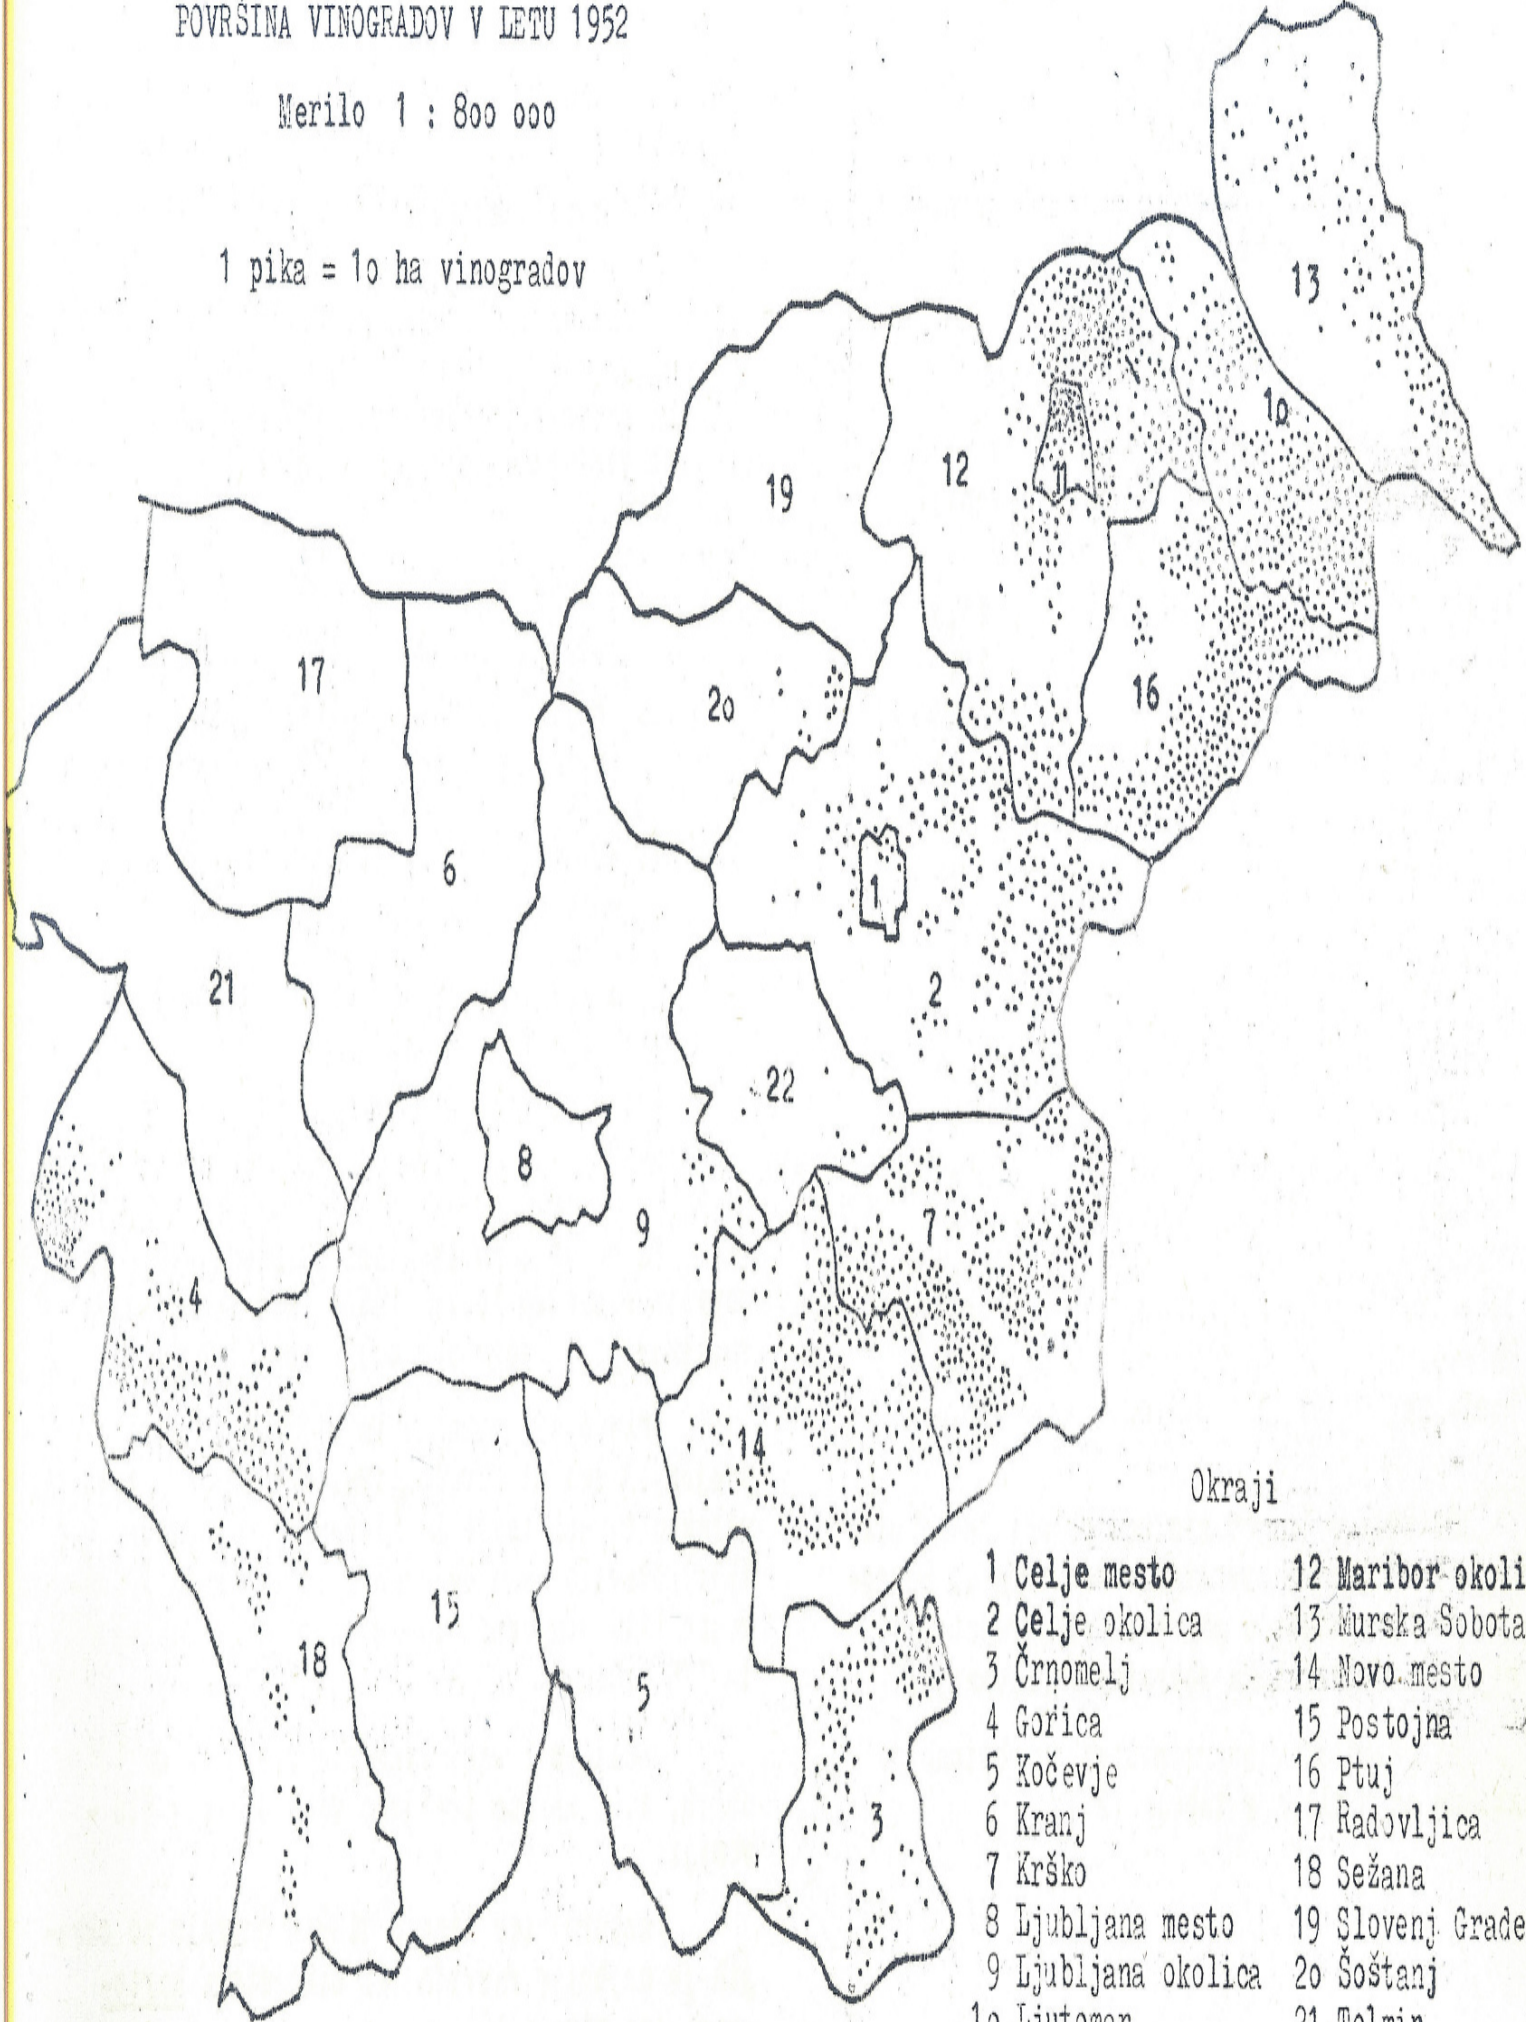 POVRŠINA VINOGRADOV V LETU 1952
Merilo 1 : 8oo ooo
1 pika = 1o ha vinogradov
13
1o
12
11
19
17
2o
16
6
1
21
2
22
8
9
7
4
14
15
18
5
3
Okraji
1 Celje mesto
2 Celje okolica
3 Črnomelj
4 Gorica
5 Kočevje
6 Kranj
7 Krško
8 Ljubljana mesto
9 Ljubljana okolica
1o Ljutomer
12 Maribor okoli
13 Murska Sobota
14 Novo mesto
15 Postojna
16 Ptuj
17 Radovljica
18 Sežana
19 Slovenj Grade
2o Šoštanj
21 Tolmin